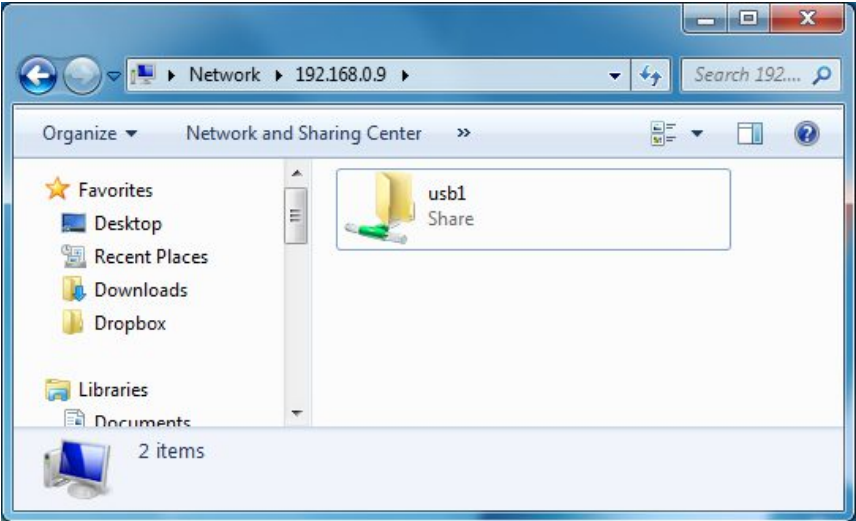 Network 192.168.0.9
Search 192....
Organize Network and Sharing Center »
Favorites
Desktop
Recent Places
Downloads
Dropbox
Libraries
Documents
usb1
Share
2 items